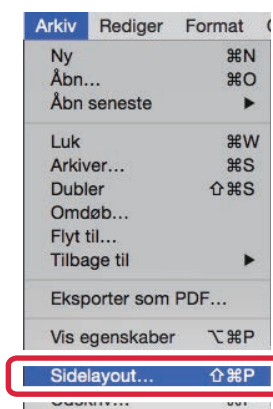 Arkiv Rediger Format
Ny ⌘N
Åbn... ⌘O
Åbn seneste ▶
Luk ⌘W
Arkiver... ⌘S
Dubler ⇧⌘S
Omdøb...
Flyt til...
Tilbage til ▶
Eksporter som PDF...
Vis egenskaber ⌥⌘P
Sidelayout... ⇧⌘P